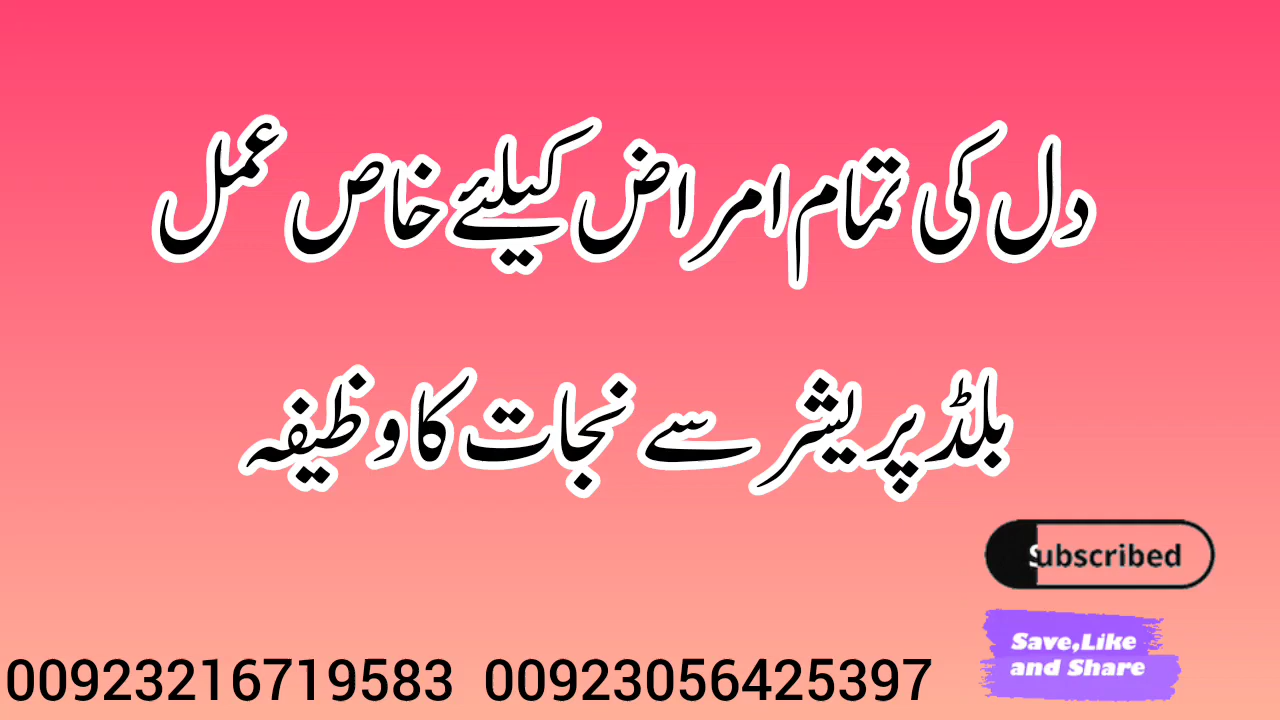 دل کی تمام امراض کیلئے خاص عمل
بلڈ پریشر سے نجات کا وظیفہ
Subscribed
Save,Like
and Share
00923216719583 00923056425397